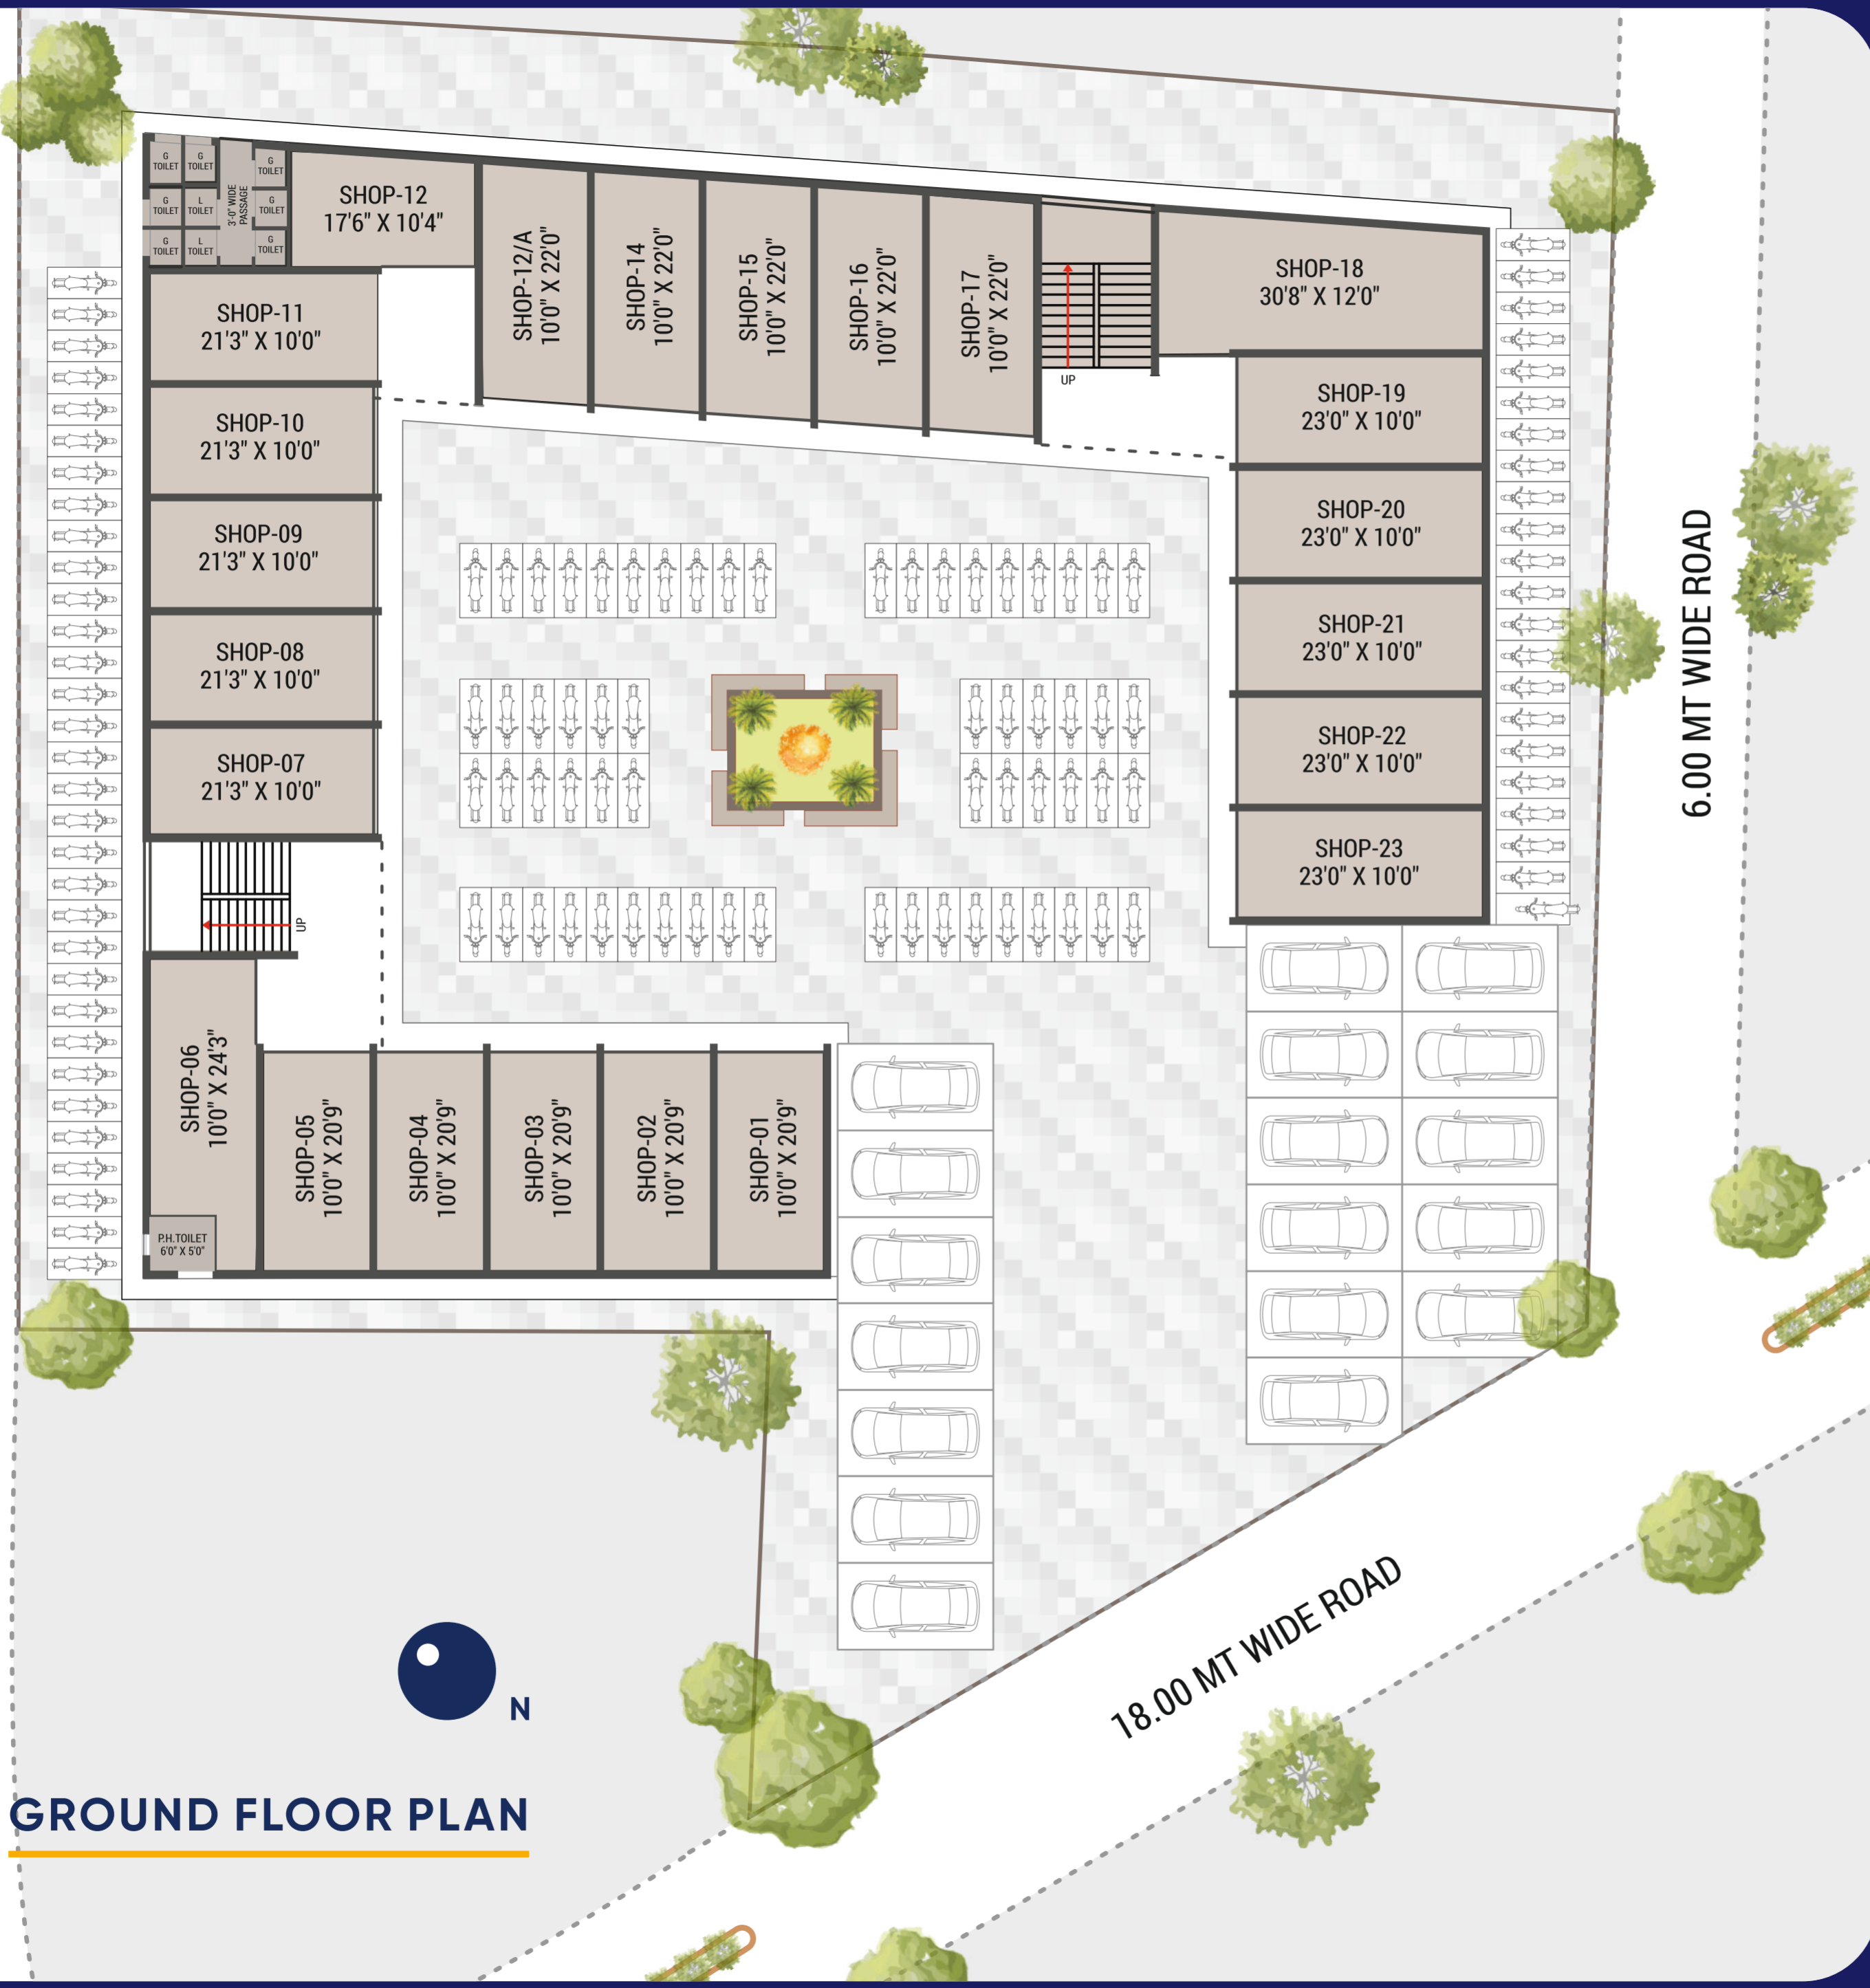 G
TOILET
G
TOILET
G
TOILET
G
TOILET
L
TOILET
G
TOILET
G
TOILET
L
TOILET
G
TOILET
3'-0" WIDE
PASSAGE
SHOP-12
17'6" X 10'4"
SHOP-12/A
10'0" X 22'0"
SHOP-14
10'0" X 22'0"
SHOP-15
10'0" X 22'0"
SHOP-16
10'0" X 22'0"
SHOP-17
10'0" X 22'0"
UP
SHOP-18
30'8" X 12'0"
SHOP-11
21'3" X 10'0"
SHOP-19
23'0" X 10'0"
SHOP-10
21'3" X 10'0"
SHOP-20
23'0" X 10'0"
SHOP-09
21'3" X 10'0"
SHOP-21
23'0" X 10'0"
SHOP-08
21'3" X 10'0"
SHOP-22
23'0" X 10'0"
SHOP-07
21'3" X 10'0"
SHOP-23
23'0" X 10'0"
6.00 MT WIDE ROAD
UP
SHOP-06
10'0" X 24'3"
P.H.TOILET
6'0" X 5'0"
SHOP-05
10'0" X 20'9"
SHOP-04
10'0" X 20'9"
SHOP-03
10'0" X 20'9"
SHOP-02
10'0" X 20'9"
SHOP-01
10'0" X 20'9"
18.00 MT WIDE ROAD
N
GROUND FLOOR PLAN